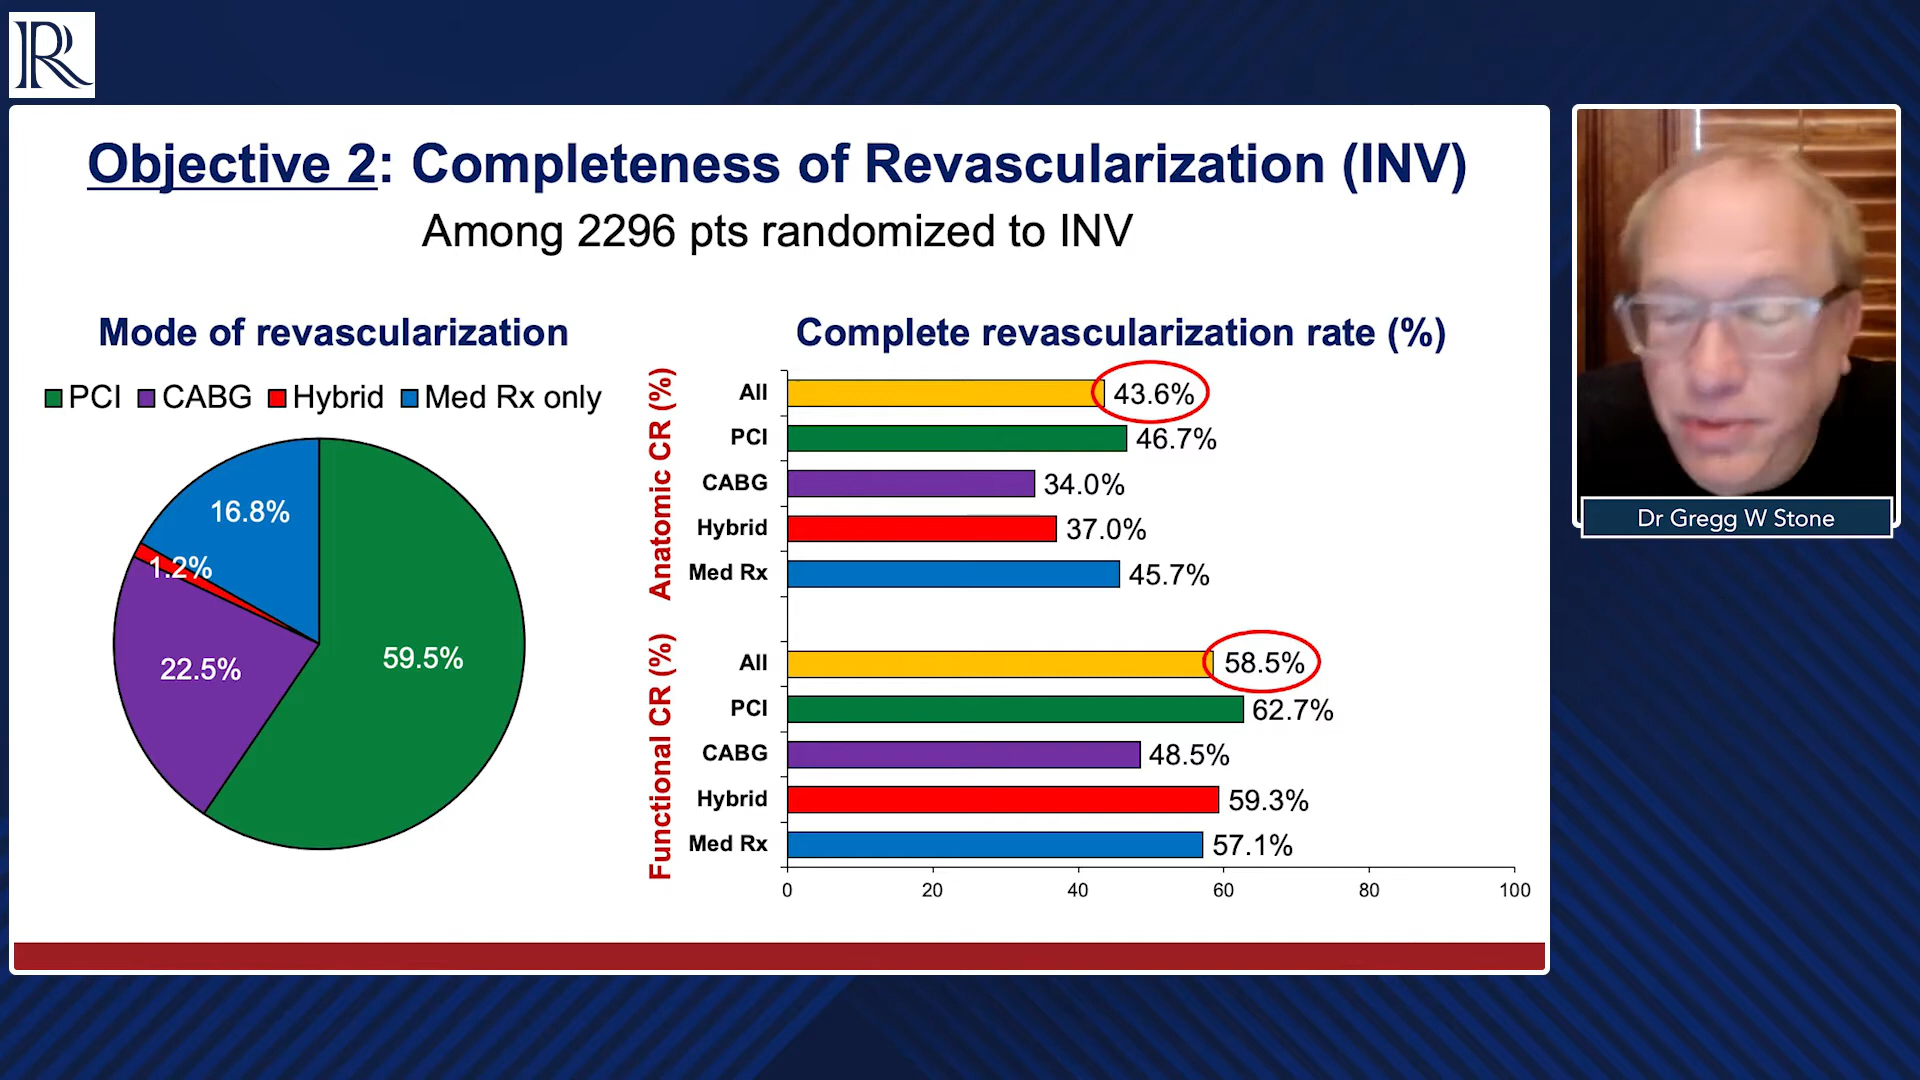 R
Objective 2: Completeness of Revascularization (INV)
Among 2296 pts randomized to INV
Mode of revascularization
PCI CABG Hybrid Med Rx only
16.8%
1.2%
22.5%
59.5%
Complete revascularization rate (%)
Anatomic CR (%)
All 43.6%
PCI 46.7%
CABG 34.0%
Hybrid 37.0%
Med Rx 45.7%
Functional CR (%)
All 58.5%
PCI 62.7%
CABG 48.5%
Hybrid 59.3%
Med Rx 57.1%
0 20 40 60 80 100
Dr Gregg W Stone